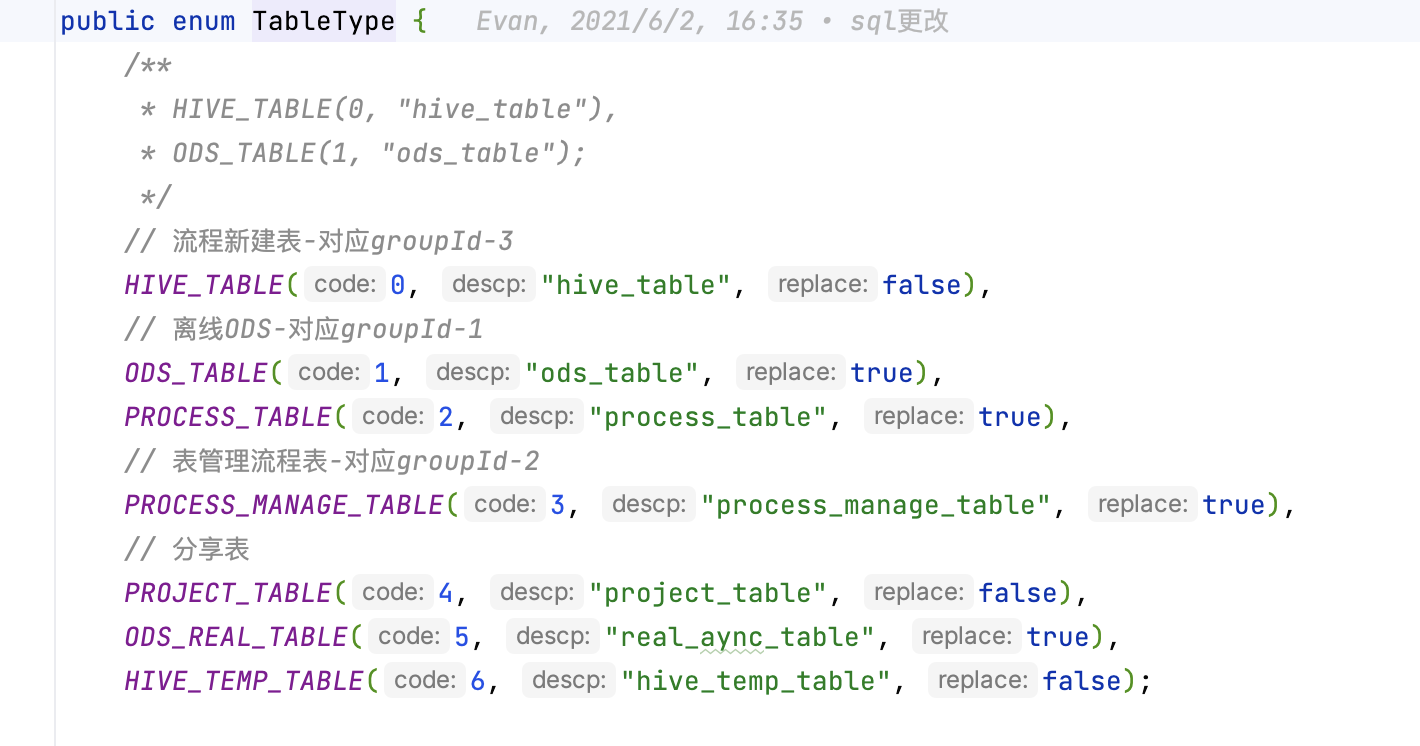 public enum TableType { Evan, 2021/6/2, 16:35 • sql更改
/**
* HIVE_TABLE(0, "hive_table"),
* ODS_TABLE(1, "ods_table");
*/
// 流程新建表-对应groupId-3
HIVE_TABLE( code: 0, descp: "hive_table", replace: false),
// 离线ODS-对应groupId-1
ODS_TABLE( code: 1, descp: "ods_table", replace: true),
PROCESS_TABLE( code: 2, descp: "process_table", replace: true),
// 表管理流程表-对应groupId-2
PROCESS_MANAGE_TABLE( code: 3, descp: "process_manage_table", replace: true),
// 分享表
PROJECT_TABLE( code: 4, descp: "project_table", replace: false),
ODS_REAL_TABLE( code: 5, descp: "real_aync_table", replace: true),
HIVE_TEMP_TABLE( code: 6, descp: "hive_temp_table", replace: false);